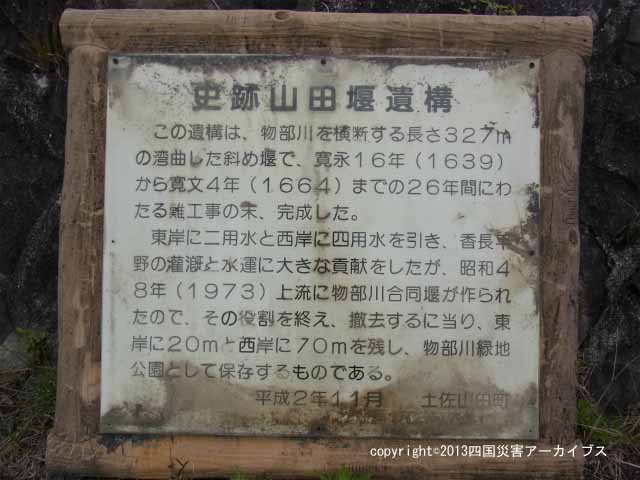 史跡山田堰遺構
この遺構は、物部川を横断する長さ327m
の湾曲した斜め堰で、寛永16年(1639)
から寛文4年(1664)までの26年間にわ
たる難工事の末、完成した。
東岸に二用水と西岸に四用水を引き、香長平
野の灌漑と水運に大きな貢献をしたが、昭和4
8年(1973)上流に物部川合同堰が作られ
たので、その役割を終え、撤去するに当り、東
岸に20mと西岸に70mを残し、物部川緑地
公園として保存するものである。
平成2年11月 土佐山田町
copyright©2013四国災害アーカイブス